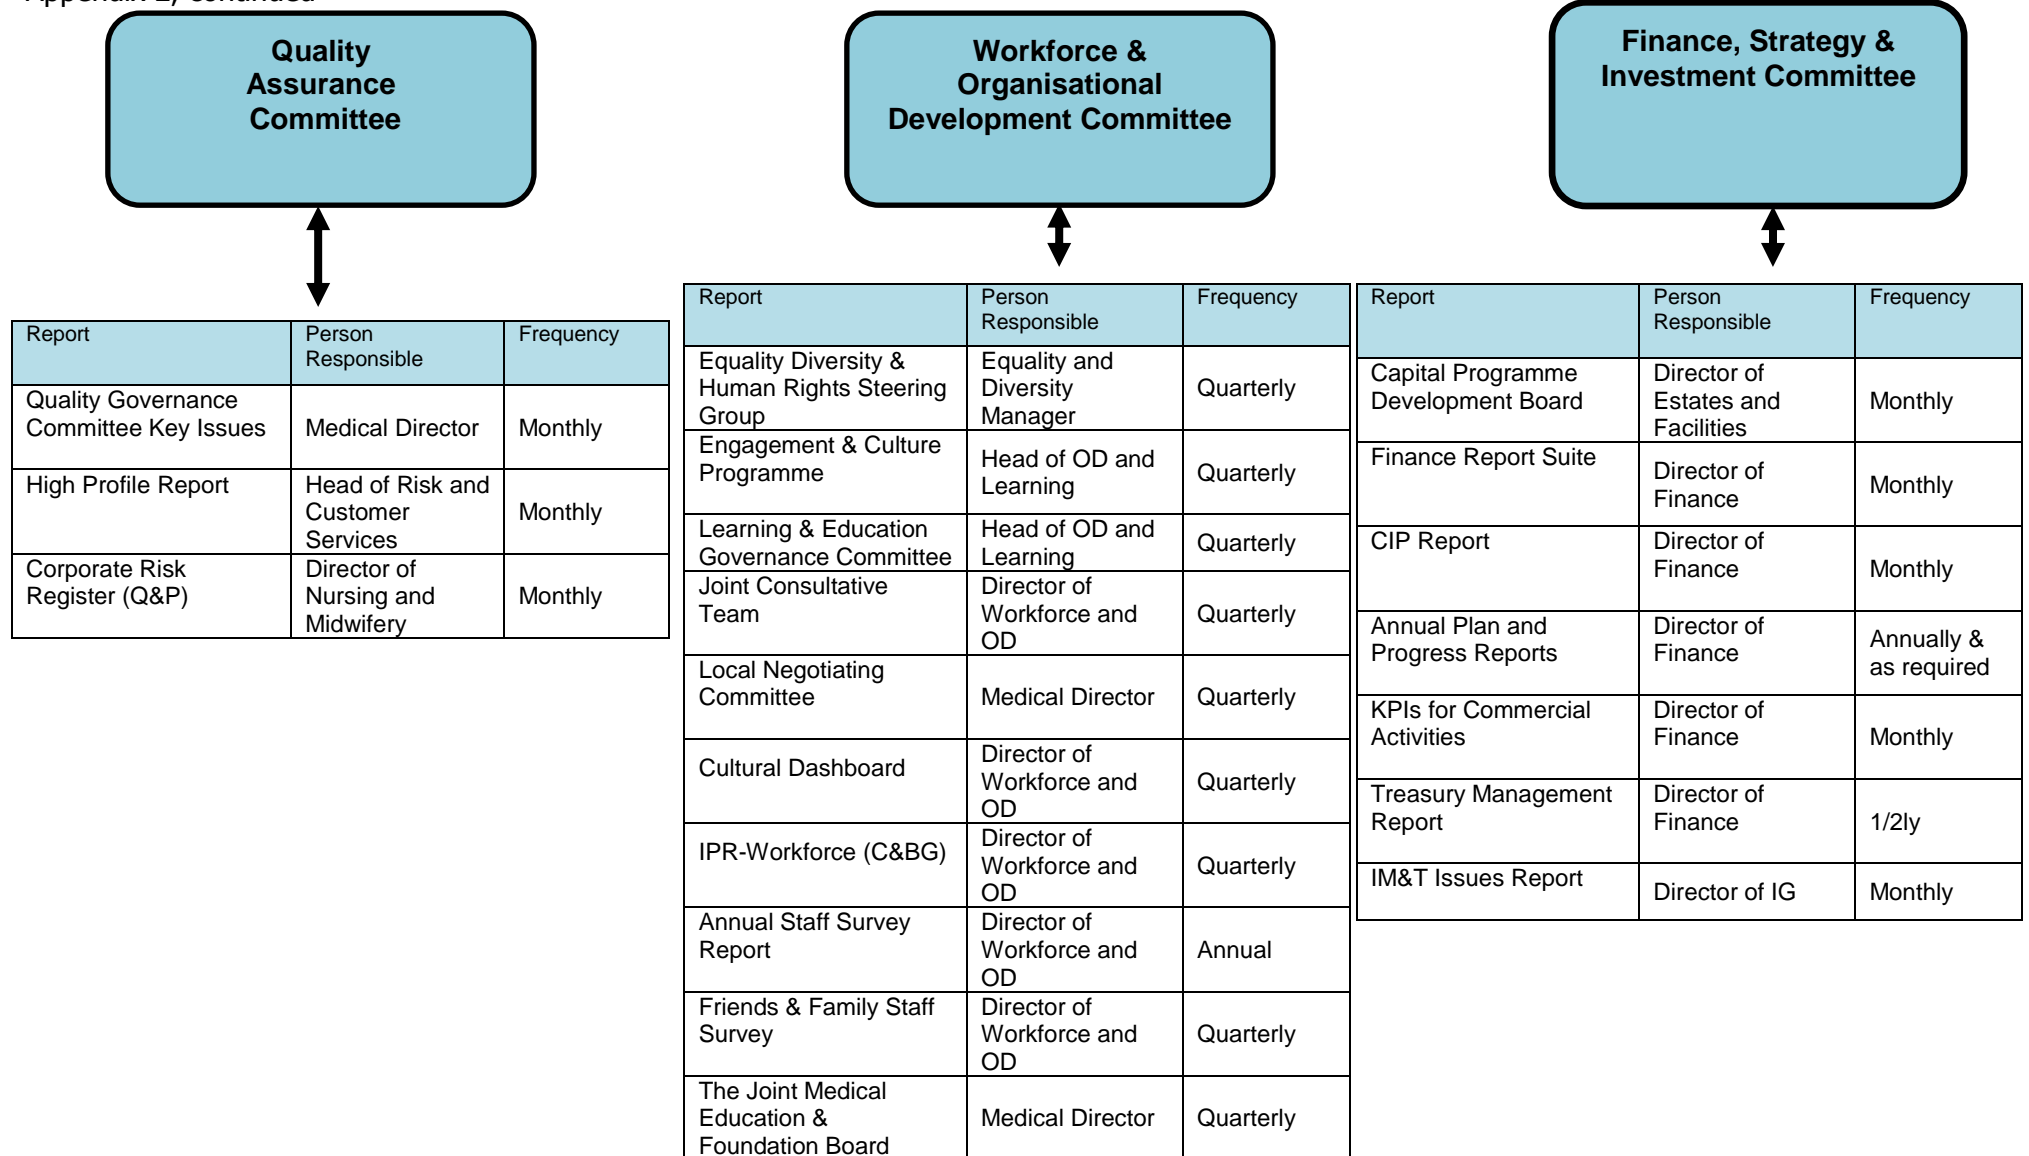 Appendix 2, continued
Quality
Assurance
Committee
Workforce &
Organisational
Development Committee
Finance, Strategy &
Investment Committee
Report
Person
Responsible
Frequency
Quality Governance
Committee Key Issues
Medical Director
Monthly
High Profile Report
Head of Risk and
Customer
Services
Monthly
Corporate Risk
Register (Q&P)
Director of
Nursing and
Midwifery
Monthly
Report
Person
Responsible
Frequency
Equality Diversity &
Human Rights Steering
Group
Equality and
Diversity
Manager
Quarterly
Engagement & Culture
Programme
Head of OD and
Learning
Quarterly
Learning & Education
Governance Committee
Head of OD and
Learning
Quarterly
Joint Consultative
Team
Director of
Workforce and
OD
Quarterly
Local Negotiating
Committee
Medical Director
Quarterly
Cultural Dashboard
Director of
Workforce and
OD
Quarterly
IPR-Workforce (C&BG)
Director of
Workforce and
OD
Quarterly
Annual Staff Survey
Report
Director of
Workforce and
OD
Annual
Friends & Family Staff
Survey
Director of
Workforce and
OD
Quarterly
The Joint Medical
Education &
Foundation Board
Medical Director
Quarterly
Report
Person
Responsible
Frequency
Capital Programme
Development Board
Director of
Estates and
Facilities
Monthly
Finance Report Suite
Director of
Finance
Monthly
CIP Report
Director of
Finance
Monthly
Annual Plan and
Progress Reports
Director of
Finance
Annually &
as required
KPIs for Commercial
Activities
Director of
Finance
Monthly
Treasury Management
Report
Director of
Finance
1/2ly
IM&T Issues Report
Director of IG
Monthly